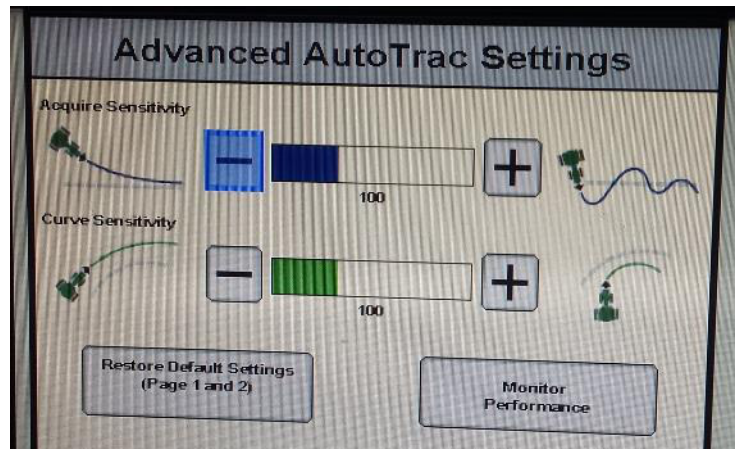 Advanced AutoTrac Settings
Acquire Sensitivity
100
Curve Sensitivity
100
Restore Default Settings
(Page 1 and 2)
Monitor
Performance